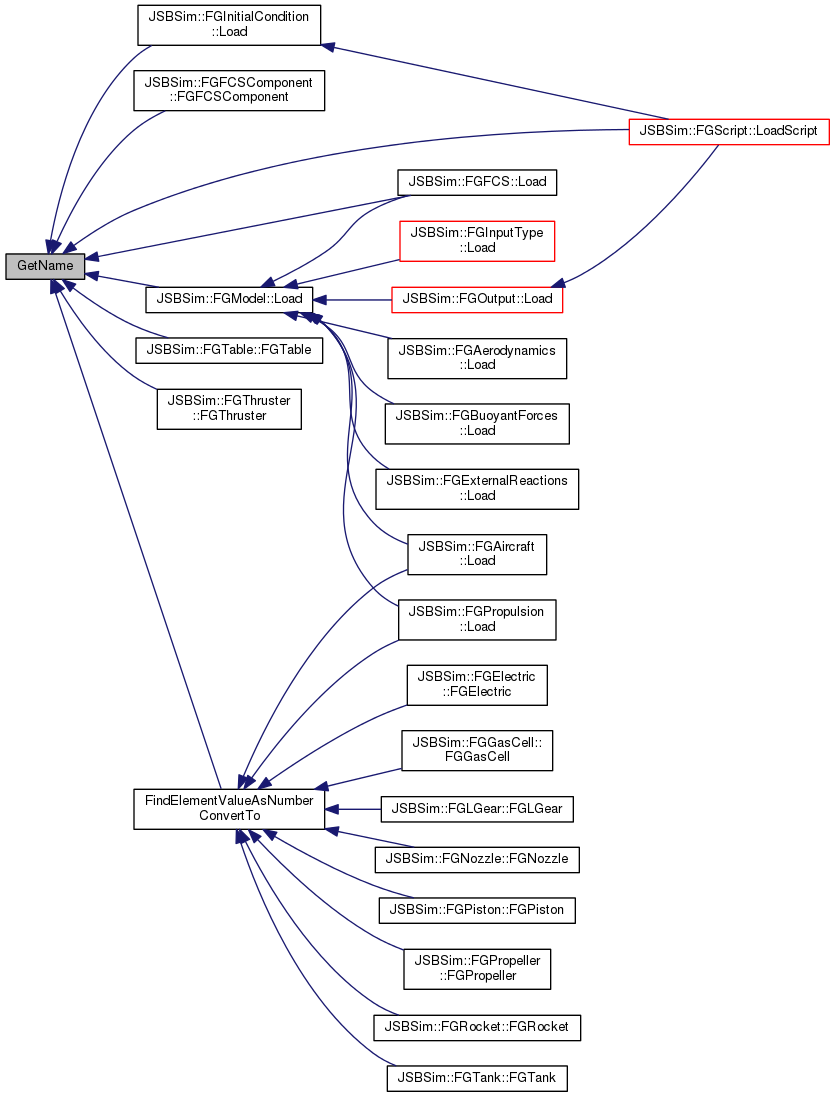 JSBSim::FGInitialCondition
::Load
JSBSim::FGFCSComponent
::FGFCSComponent
JSBSim::FGScript::LoadScript
JSBSim::FGFCS::Load
JSBSim::FGInputType
::Load
GetName
JSBSim::FGModel::Load
JSBSim::FGOutput::Load
JSBSim::FGTable::FGTable
JSBSim::FGAerodynamics
::Load
JSBSim::FGThruster
::FGThruster
JSBSim::FGBuoyantForces
::Load
JSBSim::FGExternalReactions
::Load
JSBSim::FGAircraft
::Load
JSBSim::FGPropulsion
::Load
JSBSim::FGElectric
::FGElectric
JSBSim::FGGasCell::
FGGasCell
FindElementValueAsNumber
ConvertTo
JSBSim::FGLGear::FGLGear
JSBSim::FGNozzle::FGNozzle
JSBSim::FGPiston::FGPiston
JSBSim::FGPropeller
::FGPropeller
JSBSim::FGRocket::FGRocket
JSBSim::FGTank::FGTank